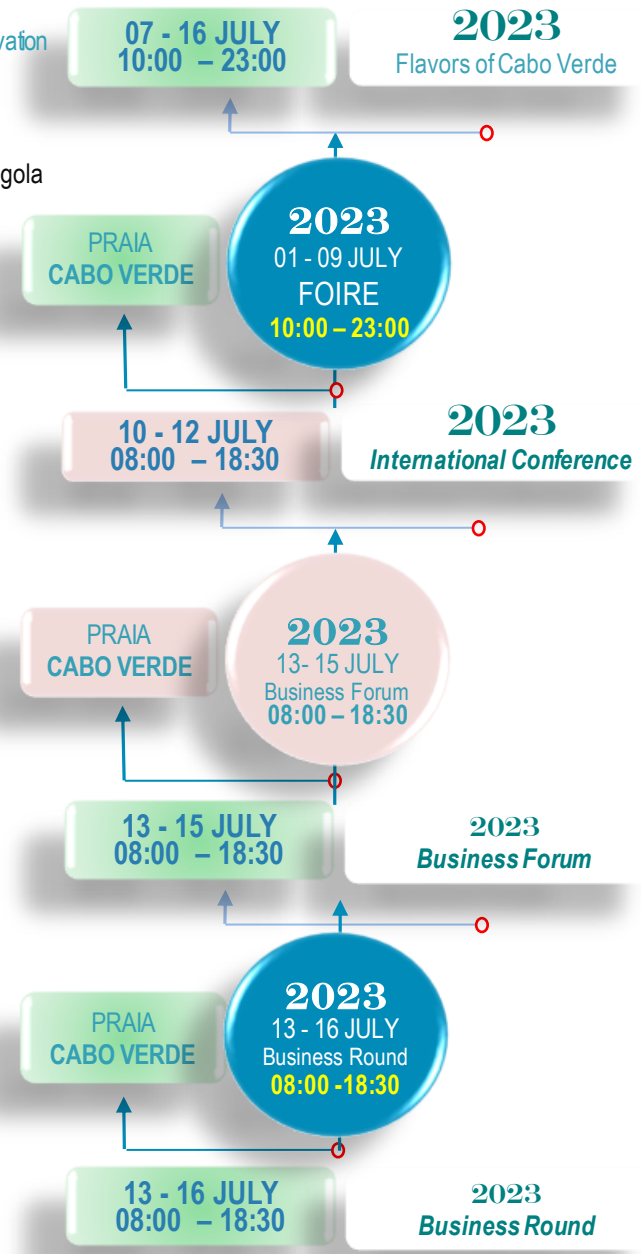 vation
07 - 16 JULY
10:00 – 23:00
2023
Flavors of Cabo Verde
gola
PRAIA
CABO VERDE
2023
01 - 09 JULY
FOIRE
10:00 – 23:00
10 - 12 JULY
08:00 – 18:30
2023
International Conference
PRAIA
CABO VERDE
2023
13- 15 JULY
Business Forum
08:00 – 18:30
13 - 15 JULY
08:00 – 18:30
2023
Business Forum
PRAIA
CABO VERDE
2023
13 - 16 JULY
Business Round
08:00 -18:30
13 - 16 JULY
08:00 – 18:30
2023
Business Round